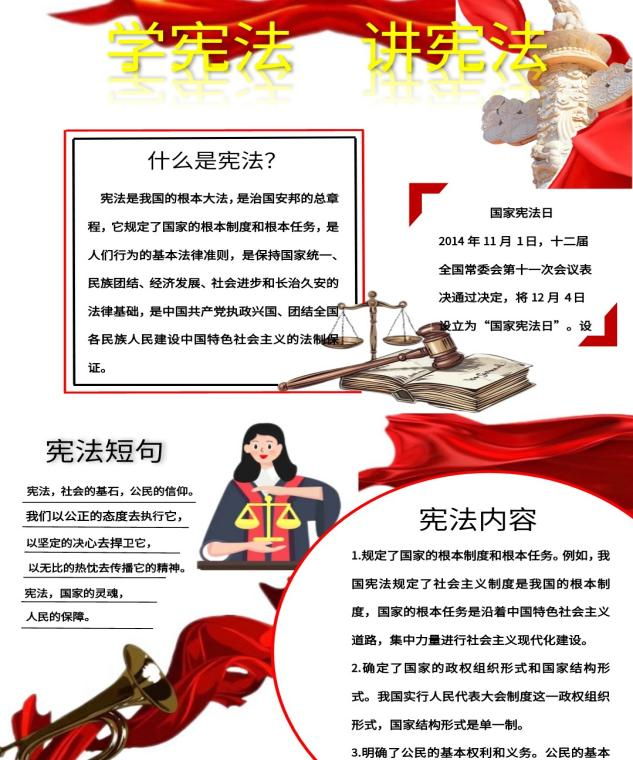 学宪法 讲宪法
什么是宪法？
宪法是我国的根本大法，是治国安邦的总章
程，它规定了国家的根本制度和根本任务，是
人们行为的基本法律准则，是保持国家统一、
民族团结、经济发展、社会进步和长治久安的
法律基础，是中国共产党执政兴国、团结全国
各民族人民建设中国特色社会主义的法制保
证。
国家宪法日
2014 年 11 月 1日，十二届
全国常委会第十一次会议表
决通过决定，将 12 月 4日
设立为“国家宪法日”。设
宪法短句
宪法，社会的基石，公民的信仰。
我们以公正的态度去执行它，
以坚定的决心去捍卫它，
以无比的热忱去传播它的精神。
宪法，国家的灵魂，
人民的保障。
宪法内容
1.规定了国家的根本制度和根本任务。例如，我
国宪法规定了社会主义制度是我国的根本制
度，国家的根本任务是沿着中国特色社会主义
道路，集中力量进行社会主义现代化建设。
2.确定了国家的政权组织形式和国家结构形
式。我国实行人民代表大会制度这一政权组织
形式，国家结构形式是单一制。
3.明确了公民的基本权利和义务。公民的基本